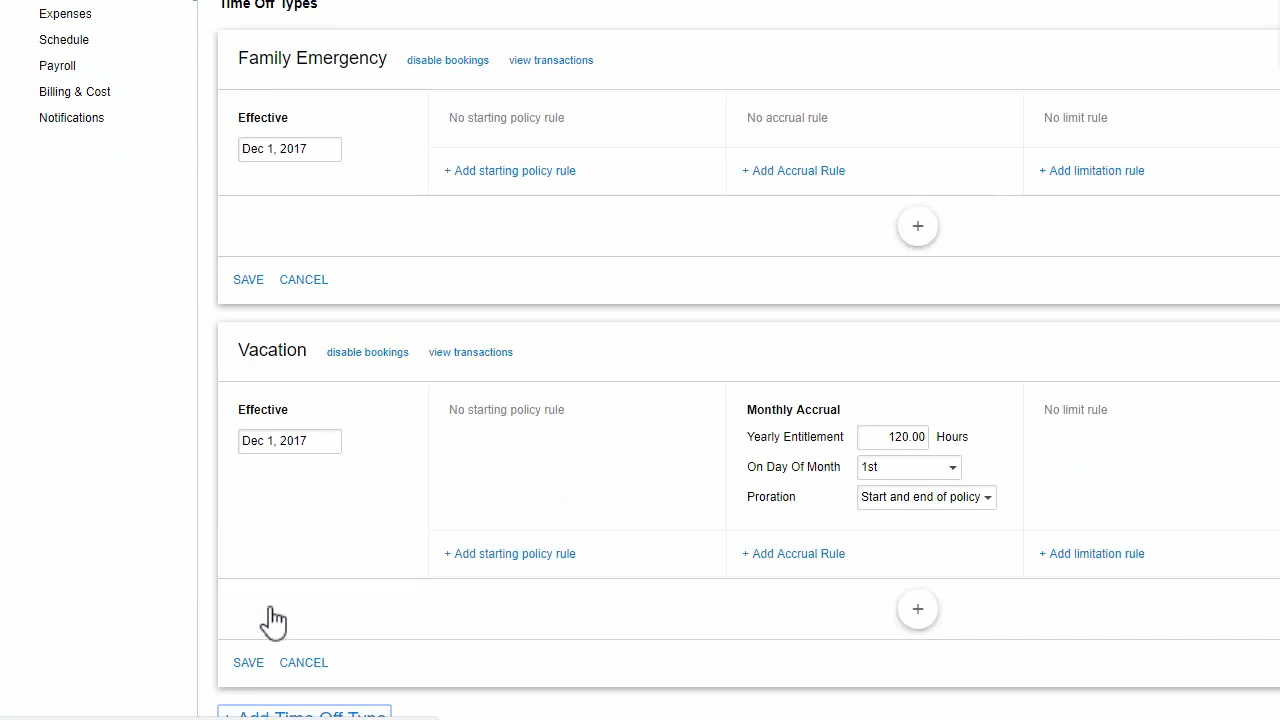 Time Off Types
Expenses
Schedule
Payroll
Billing & Cost
Notifications
Family Emergency disable bookings view transactions
Effective No starting policy rule No accrual rule No limit rule
Dec 1, 2017
+ Add starting policy rule + Add Accrual Rule + Add limitation rule
+
SAVE CANCEL
Vacation disable bookings view transactions
Effective No starting policy rule Monthly Accrual No limit rule
Dec 1, 2017 Yearly Entitlement 120.00 Hours
On Day Of Month 1st
Proration Start and end of policy
+ Add starting policy rule + Add Accrual Rule + Add limitation rule
+
SAVE CANCEL
+ Add Time Off Type